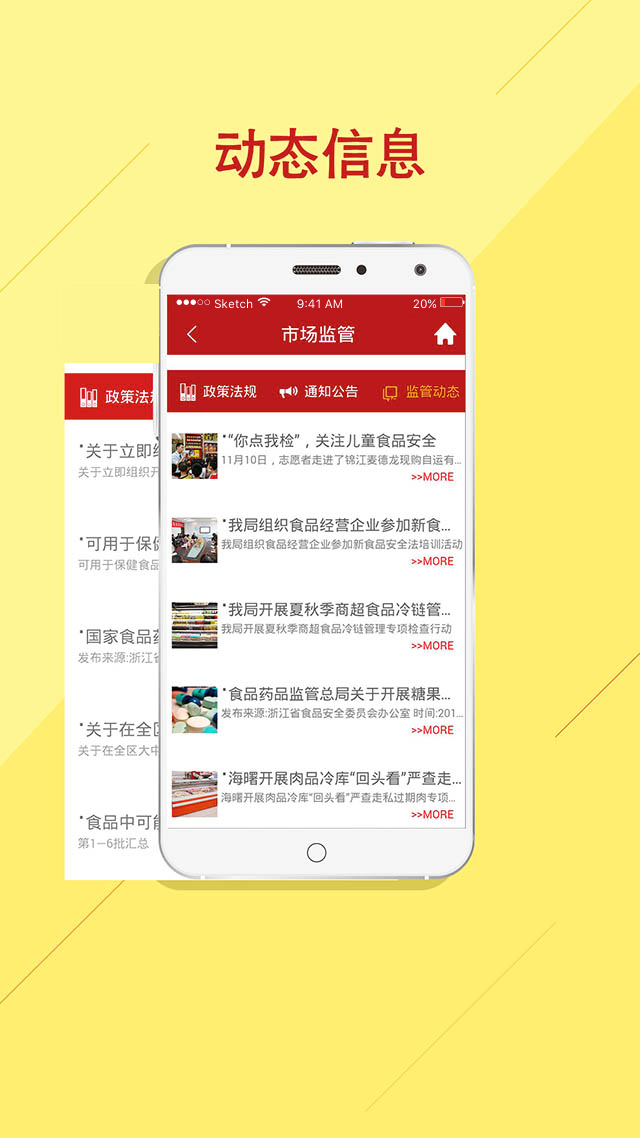 动态信息
Sketch 9:41 AM 20%
市场监管
政策法规 通知公告 监管动态
“你点我检”，关注儿童食品安全
11月10日，志愿者走进了锦江麦德龙现购自运有...
>>MORE
我局组织食品经营企业参加新食...
我局组织食品经营企业参加新食品安全法培训活动
>>MORE
我局开展夏秋季商超食品冷链管...
我局开展夏秋季商超食品冷链管理专项检查行动
>>MORE
食品药品监管总局关于开展糖果...
发布来源:浙江省食品安全委员会办公室 时间:201...
>>MORE
海曙开展肉品冷库“回头看”严查走...
海曙开展肉品冷库“回头看”严查走私过期肉专项...
>>MORE
政策法
关于立即
关于立即组织开
可用于保
可用于保健食品
国家食品
发布来源:浙江
关于在全
关于在全区大中
食品中可
第1—6批汇总